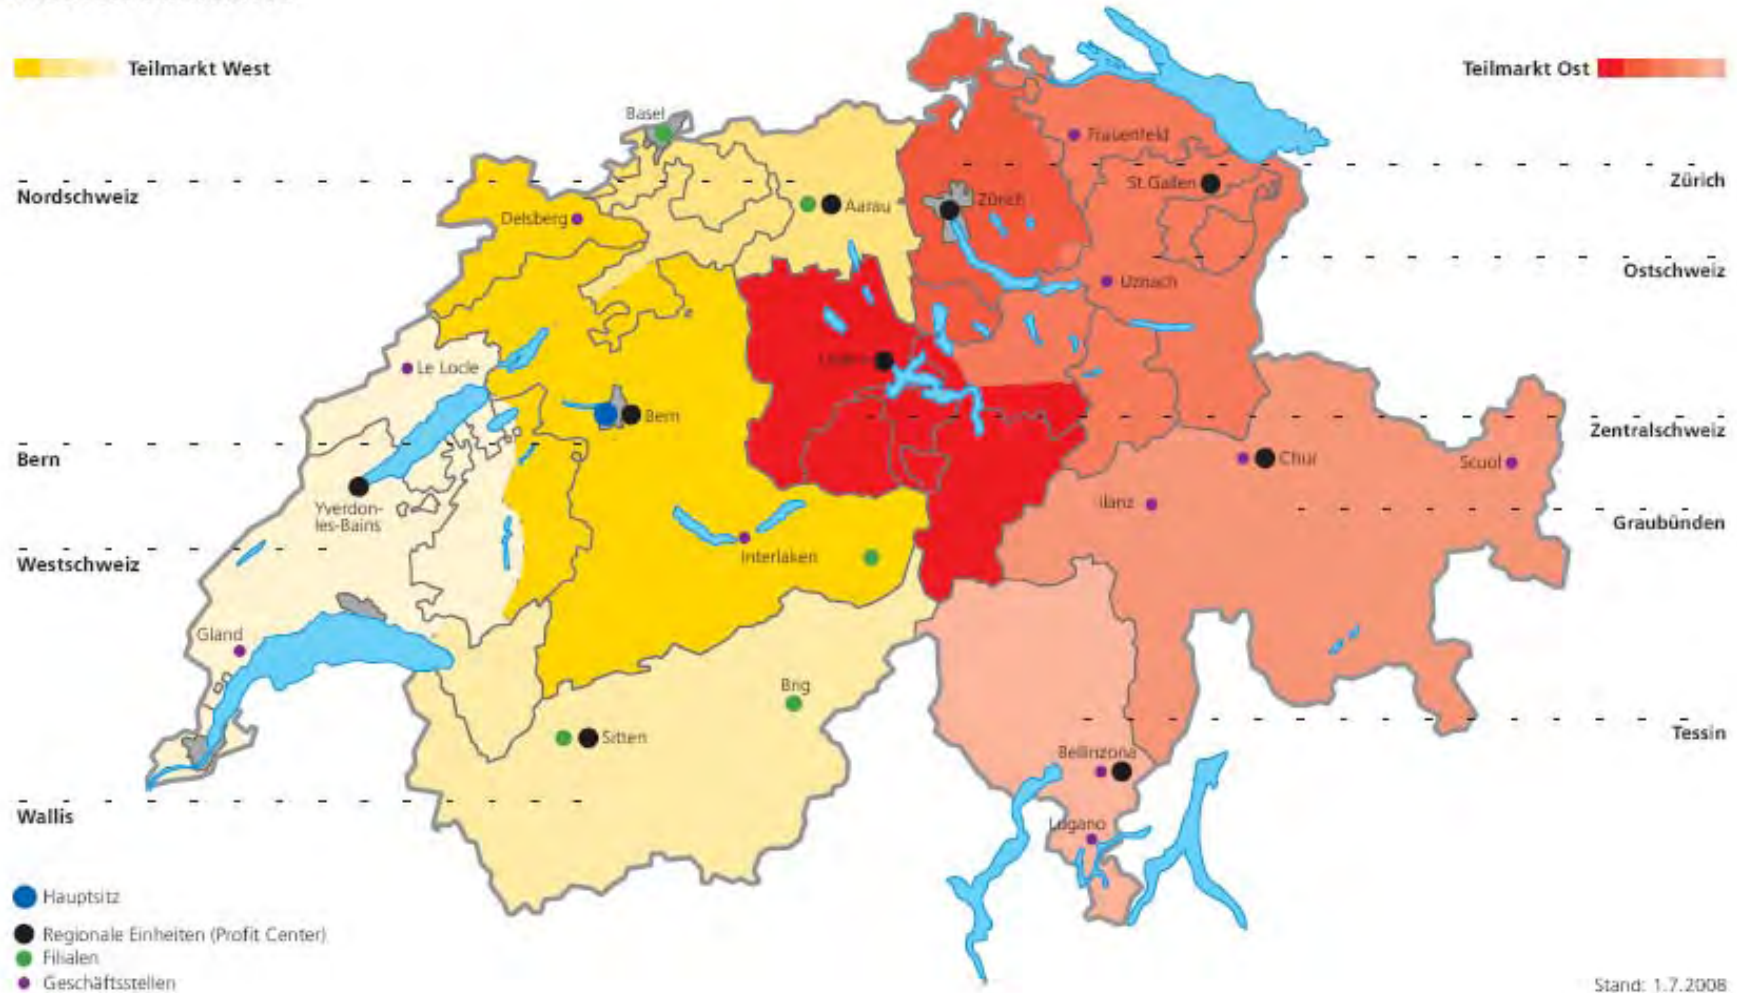 Teilmarkt West
Teilmarkt Ost
Basel
Frauenfeld
Nordschweiz
St.Gallen
Zürich
Delsberg
Aarau
Zürich
Ostschweiz
Uznach
Le Locle
Bern
Zentralschweiz
Bern
Chur
Scuol
Ilanz
Yverdon-
les-Bains
Graubünden
Westschweiz
Interlaken
Gland
Brig
Sitten
Tessin
Bellinzona
Wallis
Lugano
Hauptsitz
Regionale Einheiten (Profit Center)
Filialen
Geschäftsstellen
Stand: 1.7.2008